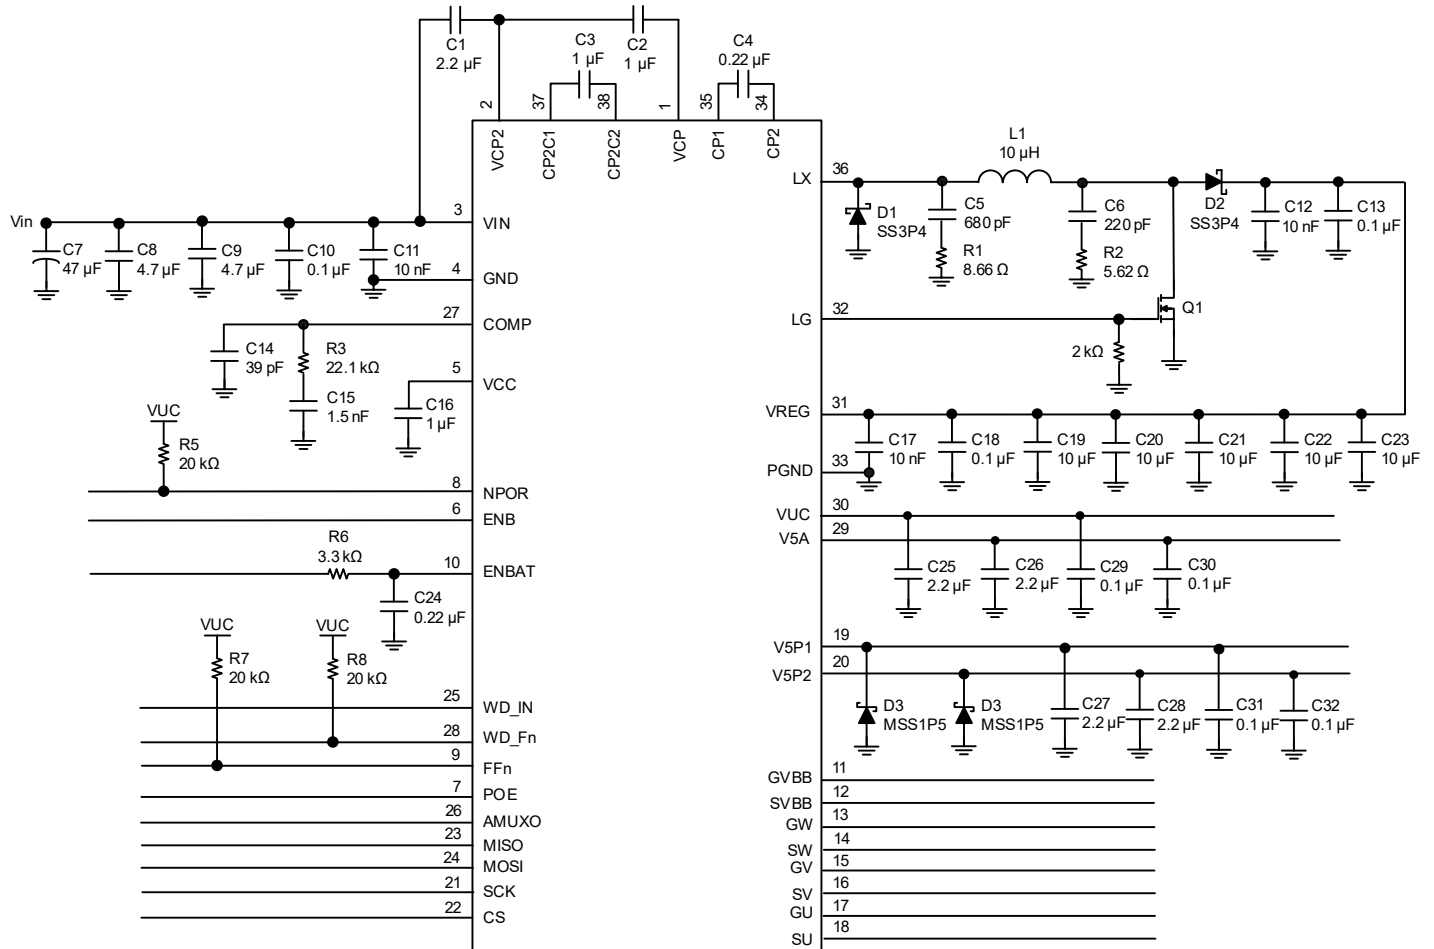 C1
2.2 µF
C3
1 µF
C2
1 µF
C4
0.22 µF
2
37
38
1
35
34
VCP2
CP2C1
CP2C2
VCP
CP1
CP2
Vin
3
VIN
C7
47 µF
C8
4.7 µF
C9
4.7 µF
C10
0.1 µF
C11
10 nF
4
GND
27
COMP
C14
39 pF
R3
22.1 kΩ
C15
1.5 nF
5
VCC
C16
1 µF
VUC
R5
20 kΩ
8
NPOR
6
ENB
R6
3.3 kΩ
10
ENBAT
C24
0.22 µF
VUC
R7
20 kΩ
VUC
R8
20 kΩ
25
WD_IN
28
WD_Fn
9
FFn
7
POE
26
AMUXO
23
MISO
24
MOSI
21
SCK
22
CS
LX
36
L1
10 µH
D1
SS3P4
C5
680 pF
R1
8.66 Ω
C6
220 pF
R2
5.62 Ω
D2
SS3P4
C12
10 nF
C13
0.1 µF
LG
32
Q1
2 kΩ
VREG
31
C17
10 nF
C18
0.1 µF
C19
10 µF
C20
10 µF
C21
10 µF
C22
10 µF
C23
10 µF
PGND
33
VUC
30
V5A
29
C25
2.2 µF
C26
2.2 µF
C29
0.1 µF
C30
0.1 µF
V5P1
19
V5P2
20
D3
MSS1P5
D3
MSS1P5
C27
2.2 µF
C28
2.2 µF
C31
0.1 µF
C32
0.1 µF
GVBB
11
SVBB
12
GW
13
SW
14
GV
15
SV
16
GU
17
SU
18